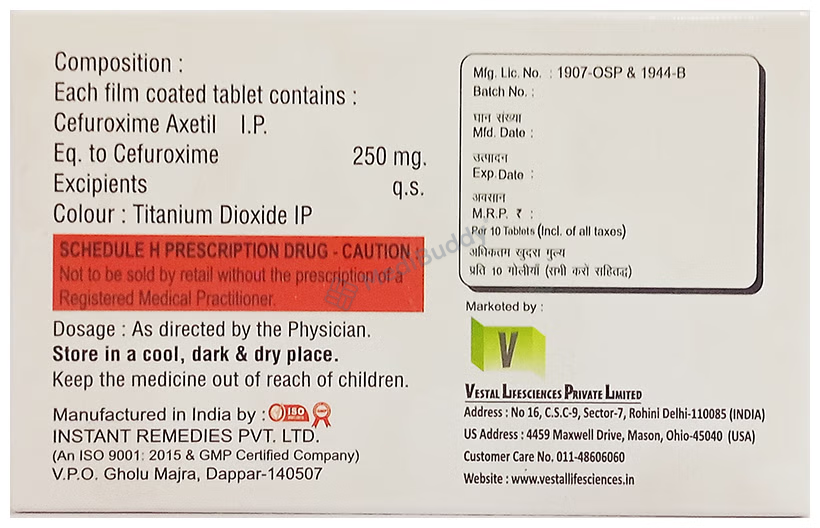 Composition :
Each film coated tablet contains :
Cefuroxime Axetil I.P.
Eq. to Cefuroxime 250 mg.
Excipients q.s.
Colour : Titanium Dioxide IP
SCHEDULE H PRESCRIPTION DRUG - CAUTION
Not to be sold by retail without the prescription of a
Registered Medical Practitioner.
Dosage : As directed by the Physician.
Store in a cool, dark & dry place.
Keep the medicine out of reach of children.
Manufactured in India by : ISO GMP
INSTANT REMEDIES PVT. LTD.
(An ISO 9001: 2015 & GMP Certified Company)
V.P.O. Gholu Majra, Dappar-140507
Mfg. Lic. No. : 1907-OSP & 1944-B
Batch No. :
घान संख्या
Mfd. Date :
उत्पादन
Exp.Date :
अवसान
M.R.P. ₹ :
Per 10 Tablets (Incl. of all taxes)
अधिकतम खुदरा मुल्य
प्रति 10 गोलीयाँ (सभी करों सहितद्ध)
Marketed by :
V
VESTAL LIFESCIENCES PRIVATE LIMITED
Address : No 16, C.S.C-9, Sector-7, Rohini Delhi-110085 (INDIA)
US Address : 4459 Maxwell Drive, Mason, Ohio-45040 (USA)
Customer Care No. 011-48606060
Website : www.vestallifesciences.in
MediBuddy